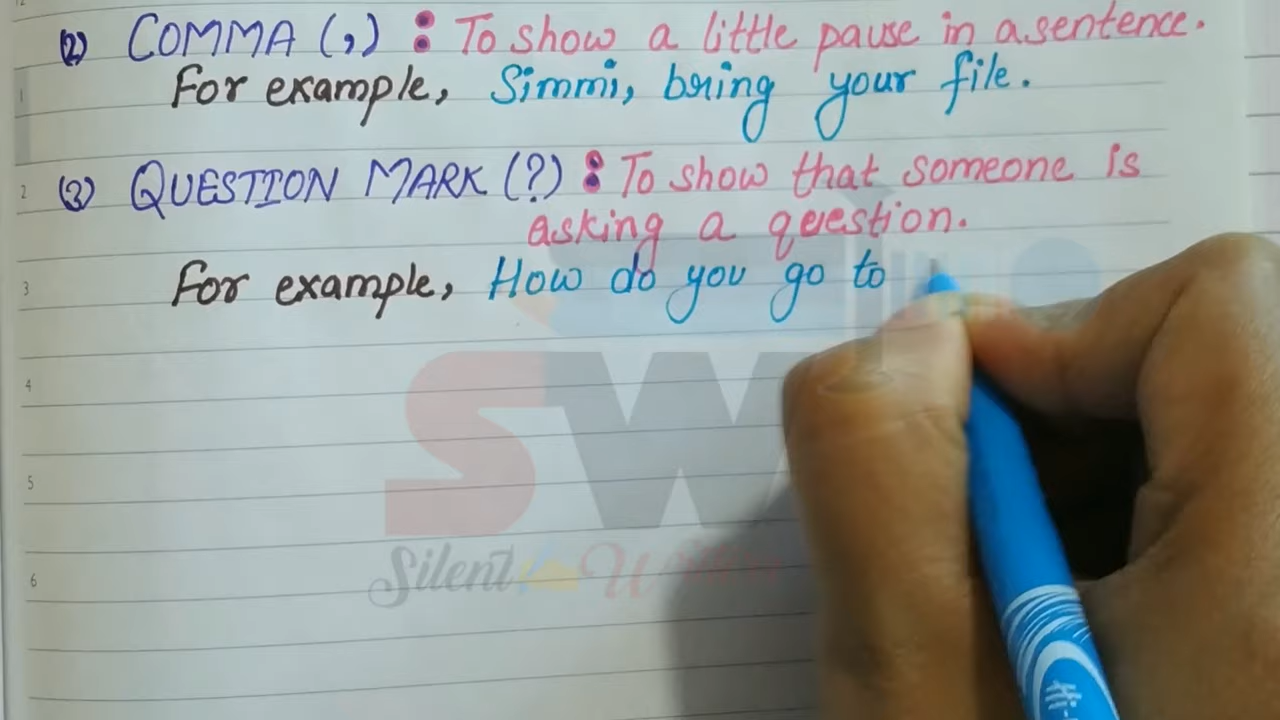 (2) COMMA (,) : To show a little pause in a sentence.
For example, Simmi, bring your file.
(3) QUESTION MARK (?) : To show that someone is
asking a question.
For example, How do you go to
1
2
3
4
5
6
SW
Silent